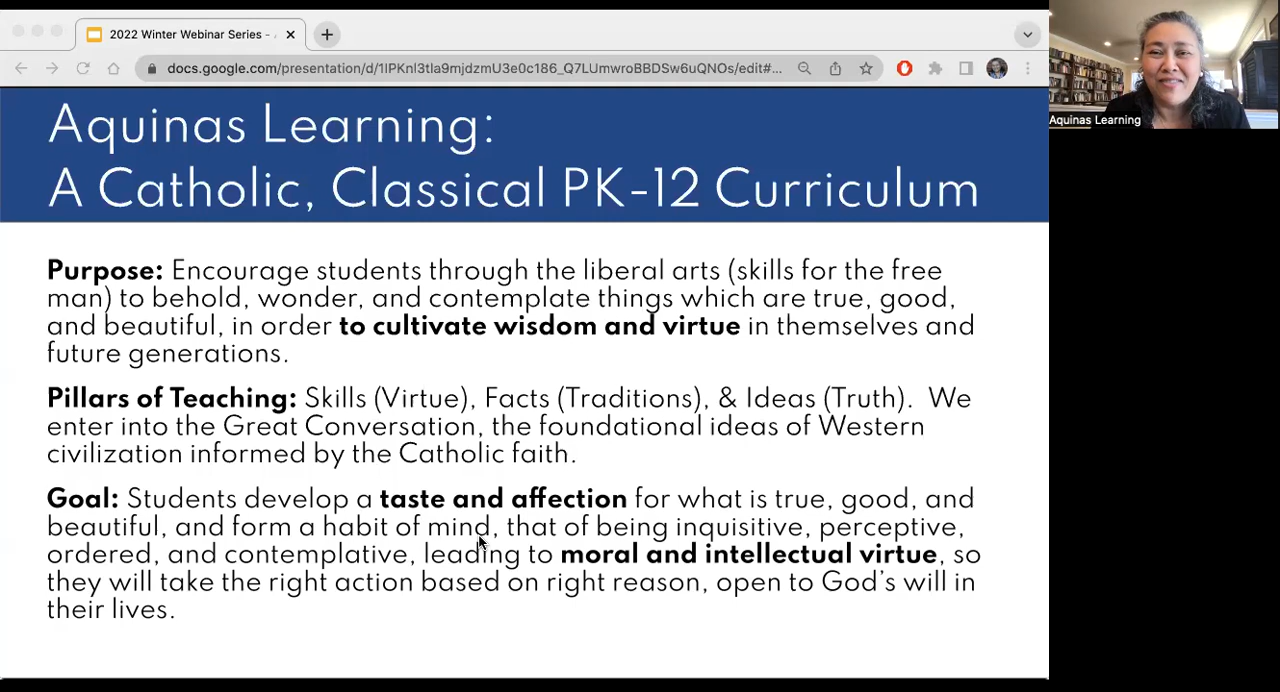 2022 Winter Webinar Series -
Aquinas Learning:
A Catholic, Classical PK-12 Curriculum
Purpose: Encourage students through the liberal arts (skills for the free
man) to behold, wonder, and contemplate things which are true, good,
and beautiful, in order to cultivate wisdom and virtue in themselves and
future generations.
Pillars of Teaching: Skills (Virtue), Facts (Traditions), & Ideas (Truth).  We
enter into the Great Conversation, the foundational ideas of Western
civilization informed by the Catholic faith.
Goal: Students develop a taste and affection for what is true, good, and
beautiful, and form a habit of mind, that of being inquisitive, perceptive,
ordered, and contemplative, leading to moral and intellectual virtue, so
they will take the right action based on right reason, open to God's will in
their lives.
Aquinas Learning